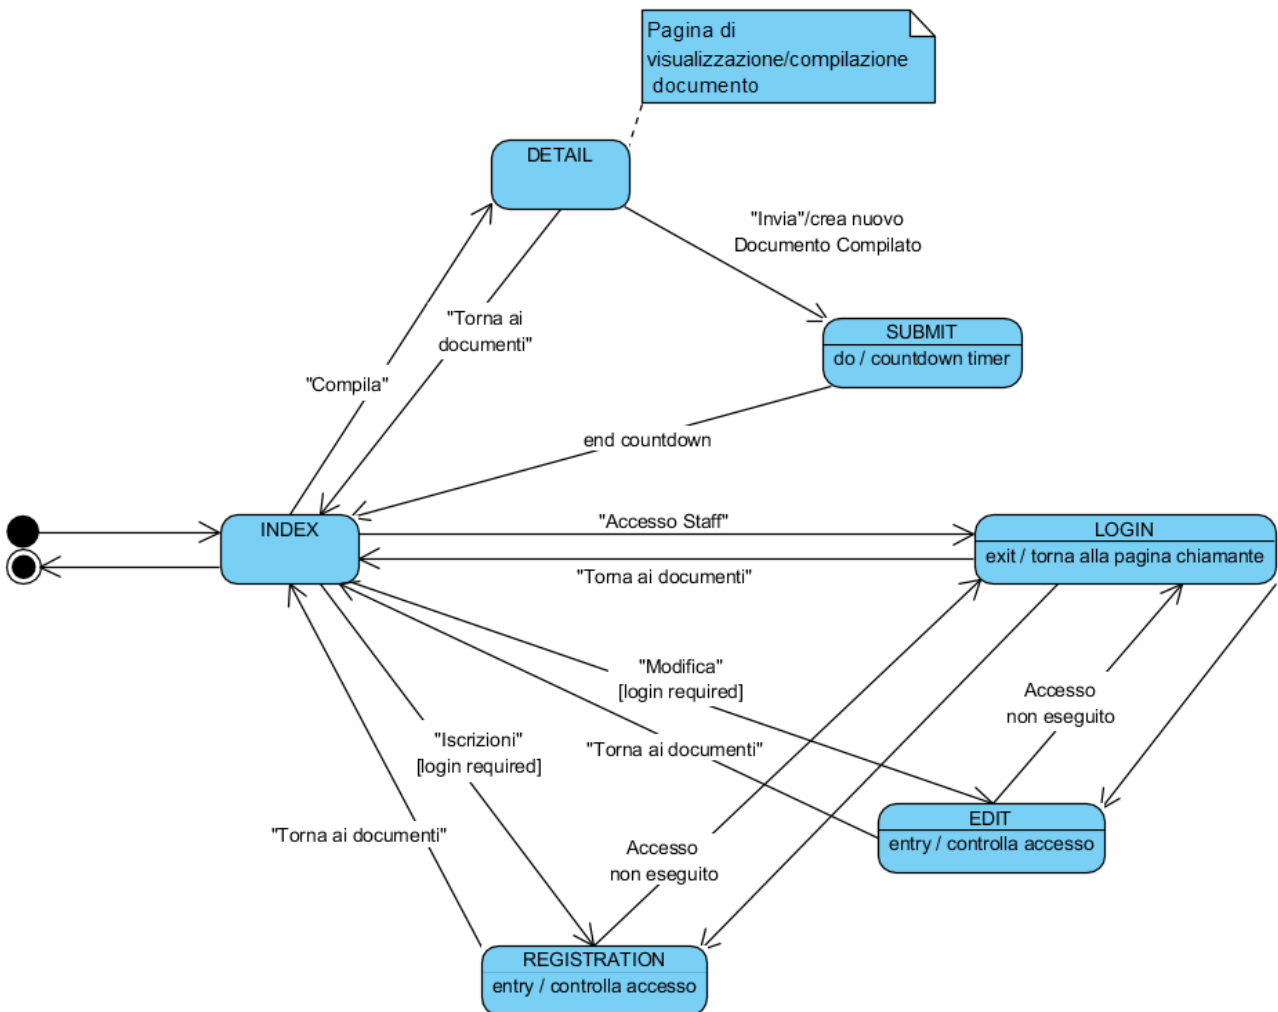 Pagina di
visualizzazione/compilazione
documento
DETAIL
"Invia"/crea nuovo
Documento Compilato
"Torna ai
documenti"
SUBMIT
do / countdown timer
"Compila"
end countdown
INDEX
"Accesso Staff"
LOGIN
exit / torna alla pagina chiamante
"Torna ai documenti"
"Modifica"
[login required]
Accesso
non eseguito
"Iscrizioni"
[login required]
"Torna ai documenti"
EDIT
entry / controlla accesso
"Torna ai documenti"
Accesso
non eseguito
REGISTRATION
entry / controlla accesso